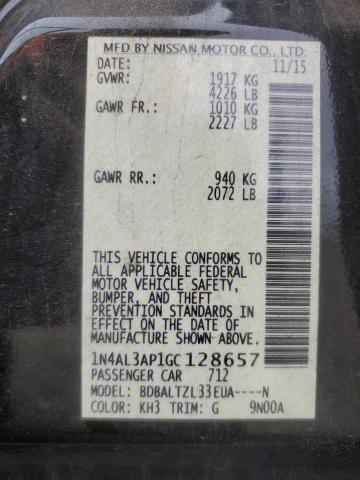 MFD BY NISSAN MOTOR CO., LTD.
DATE: 11/15
GVWR: 1917 KG
4226 LB
GAWR FR.: 1010 KG
2227 LB
GAWR RR.: 940 KG
2072 LB
THIS VEHICLE CONFORMS TO
ALL APPLICABLE FEDERAL
MOTOR VEHICLE SAFETY,
BUMPER, AND THEFT
PREVENTION STANDARDS IN
EFFECT ON THE DATE OF
MANUFACTURE SHOWN ABOVE.
1N4AL3AP1GC128657
PASSENGER CAR 712
MODEL: BDBALTZL33EUA----N
COLOR: KH3 TRIM: G 9N00A